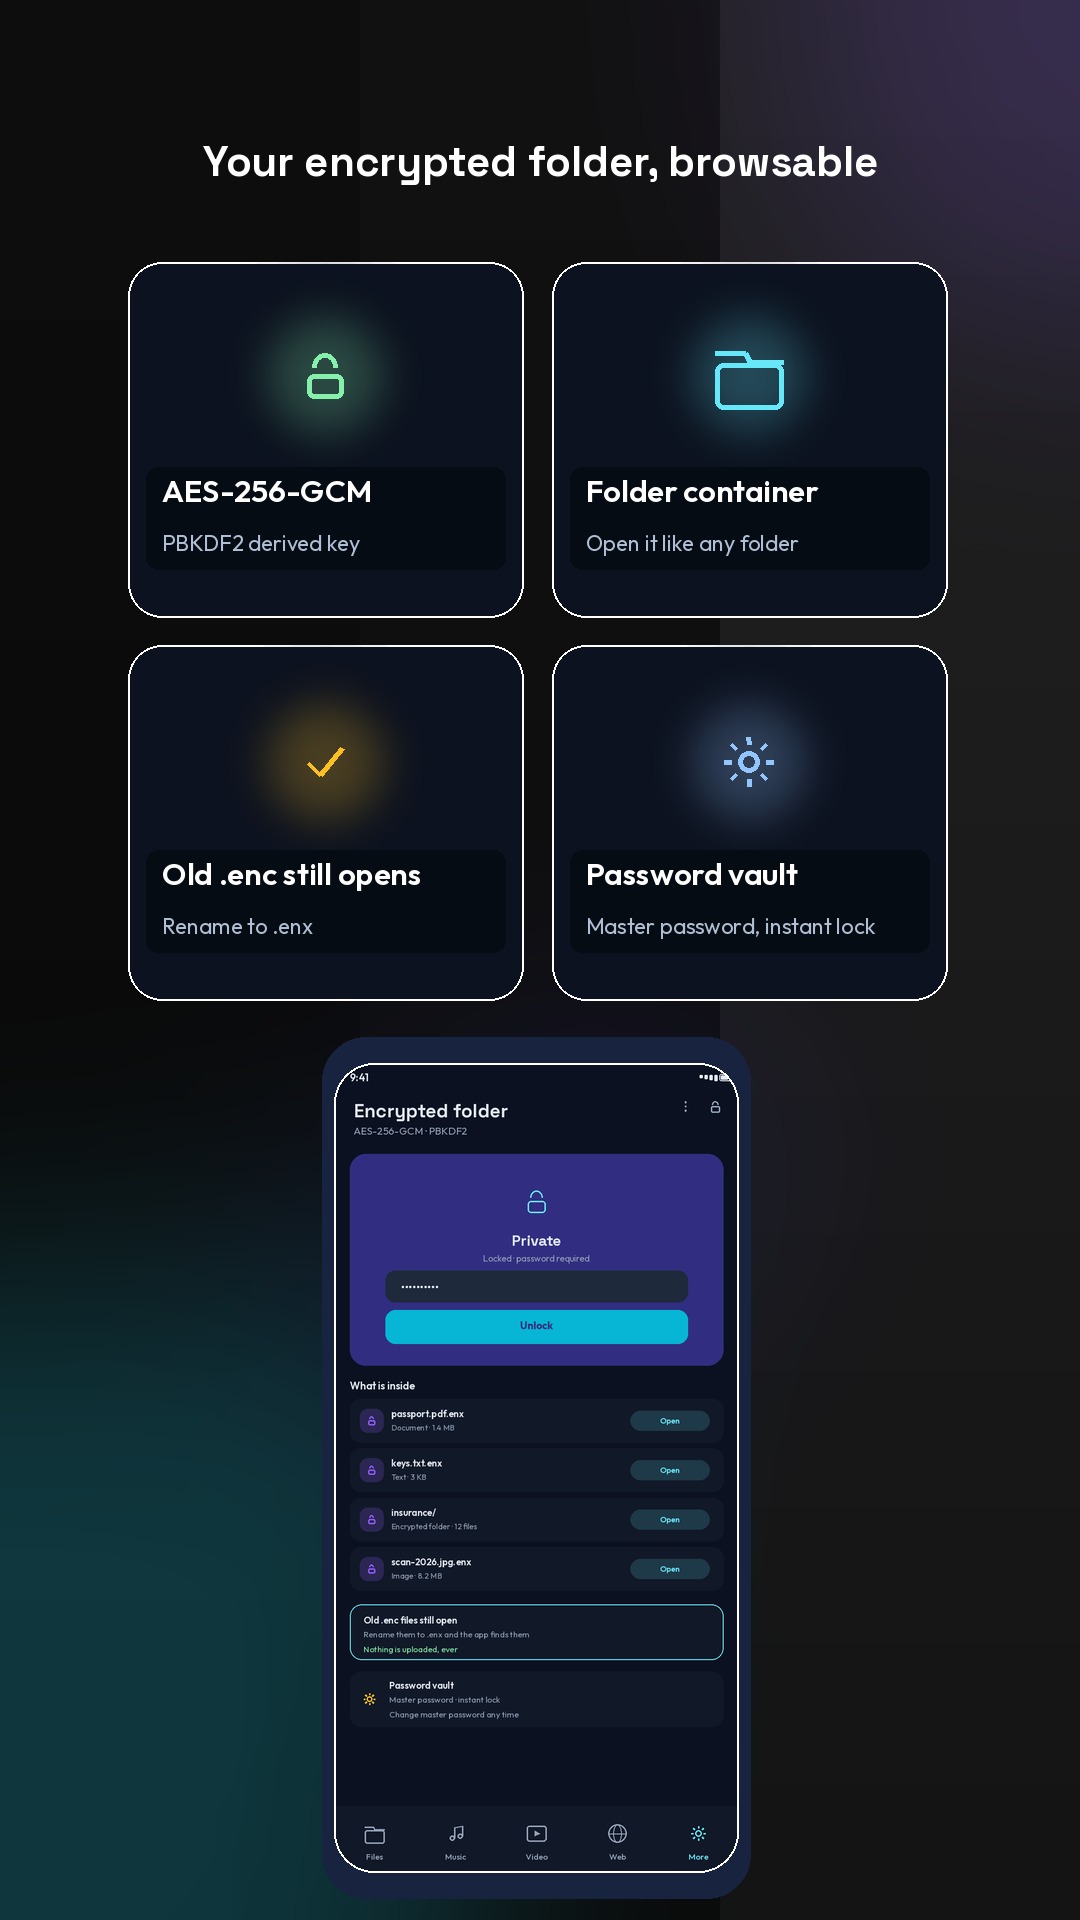 Your encrypted folder, browsable
AES-256-GCM
PBKDF2 derived key
Folder container
Open it like any folder
Old .enc still opens
Rename to .enx
Password vault
Master password, instant lock
9:41
Encrypted folder
AES-256-GCM · PBKDF2
Private
Locked · password required
••••••••••
Unlock
What is inside
passport.pdf.enx
Document · 1.4 MB
Open
keys.txt.enx
Text · 3 KB
Open
insurance/
Encrypted folder · 12 files
Open
scan-2026.jpg.enx
Image · 8.2 MB
Open
Old .enc files still open
Rename them to .enx and the app finds them
Nothing is uploaded, ever
Password vault
Master password · instant lock
Change master password any time
Files
Music
Video
Web
More